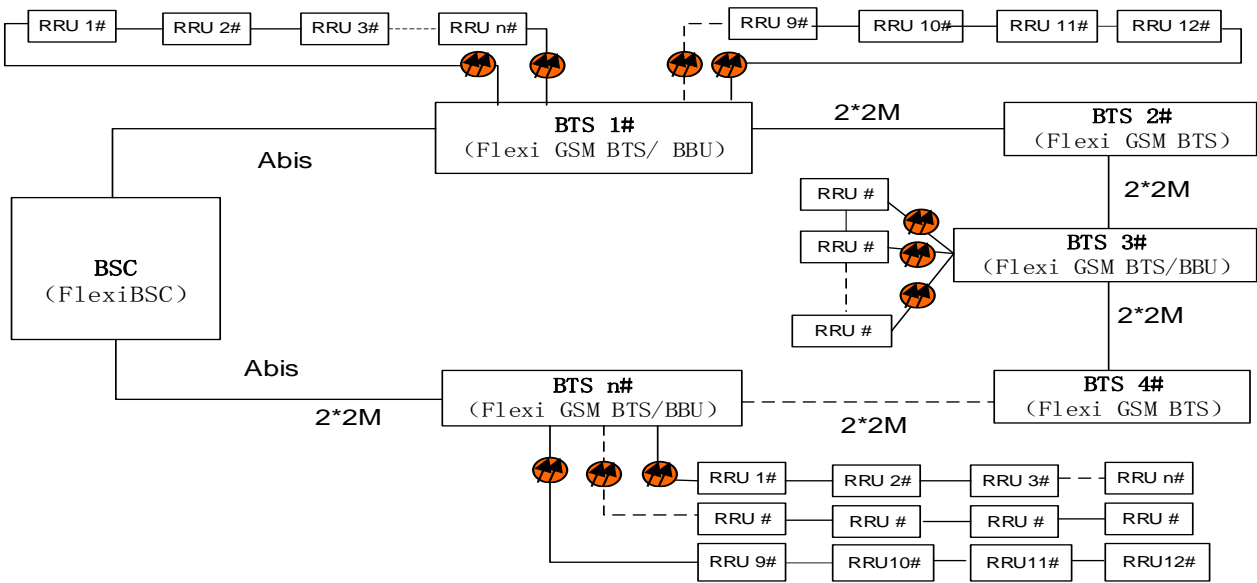 RRU 1#
RRU 2#
RRU 3#
RRU n#
RRU 9#
RRU 10#
RRU 11#
RRU 12#
BTS 1#
（Flexi GSM BTS/ BBU）
2*2M
BTS 2#
（Flexi GSM BTS）
Abis
2*2M
RRU #
RRU #
RRU #
BTS 3#
（Flexi GSM BTS/BBU）
BSC
（FlexiBSC）
2*2M
Abis
2*2M
BTS n#
（Flexi GSM BTS/BBU）
2*2M
BTS 4#
（Flexi GSM BTS）
RRU 1#
RRU 2#
RRU 3#
RRU n#
RRU #
RRU #
RRU #
RRU #
RRU 9#
RRU10#
RRU11#
RRU12#